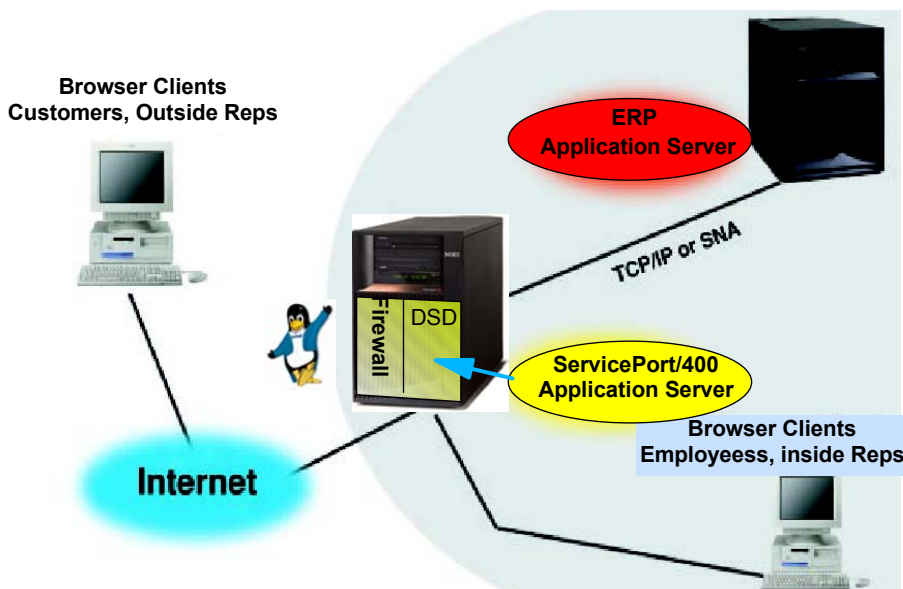 Browser Clients
Customers, Outside Reps
ERP
Application Server
TCP/IP or SNA
Firewall
DSD
ServicePort/400
Application Server
Browser Clients
Employeess, inside Reps
Internet